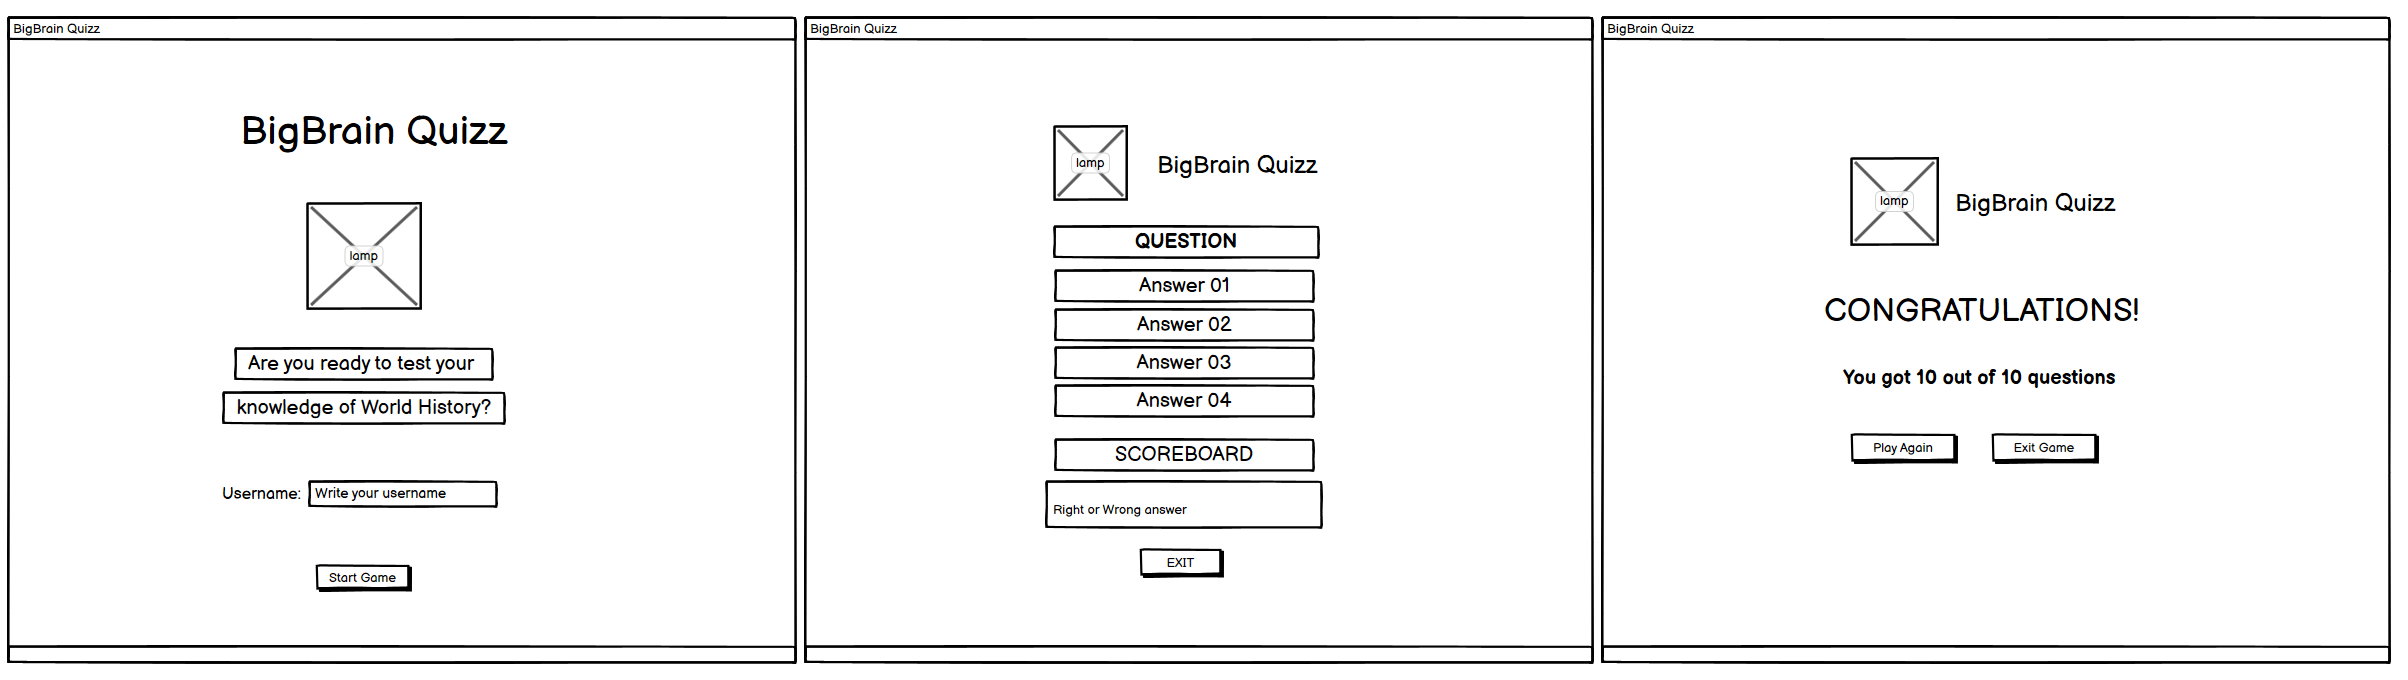 BigBrain Quizz
BigBrain Quizz
lamp
Are you ready to test your
knowledge of World History?
Username: Write your username
Start Game
BigBrain Quizz
lamp
BigBrain Quizz
QUESTION
Answer 01
Answer 02
Answer 03
Answer 04
SCOREBOARD
Right or Wrong answer
EXIT
BigBrain Quizz
lamp
BigBrain Quizz
CONGRATULATIONS!
You got 10 out of 10 questions
Play Again
Exit Game